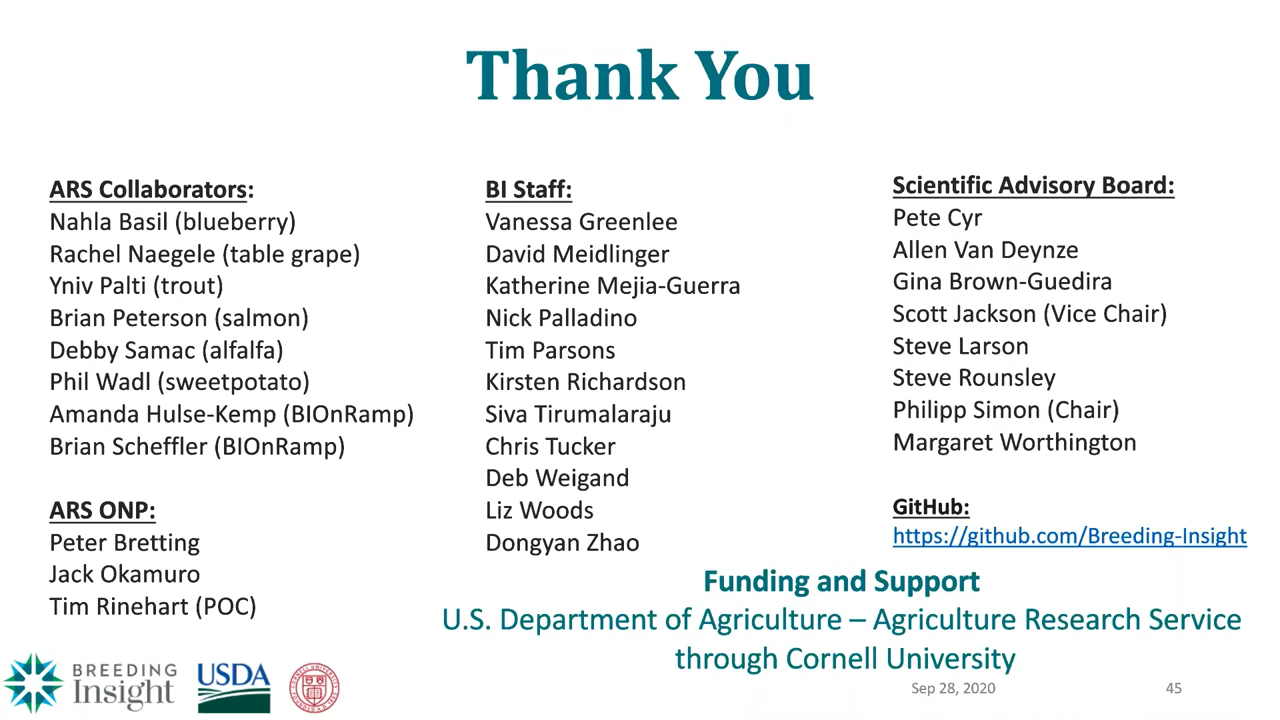 Thank You
ARS Collaborators:
Nahla Basil (blueberry)
Rachel Naegele (table grape)
Yniv Palti (trout)
Brian Peterson (salmon)
Debby Samac (alfalfa)
Phil Wadl (sweetpotato)
Amanda Hulse-Kemp (BIOnRamp)
Brian Scheffler (BIOnRamp)
ARS ONP:
Peter Bretting
Jack Okamuro
Tim Rinehart (POC)
BI Staff:
Vanessa Greenlee
David Meidlinger
Katherine Mejia-Guerra
Nick Palladino
Tim Parsons
Kirsten Richardson
Siva Tirumalaraju
Chris Tucker
Deb Weigand
Liz Woods
Dongyan Zhao
Scientific Advisory Board:
Pete Cyr
Allen Van Deynze
Gina Brown-Guedira
Scott Jackson (Vice Chair)
Steve Larson
Steve Rounsley
Philipp Simon (Chair)
Margaret Worthington
GitHub:
https://github.com/Breeding-Insight
Funding and Support
U.S. Department of Agriculture – Agriculture Research Service
through Cornell University
BREEDING
Insight
USDA
Sep 28, 2020
45